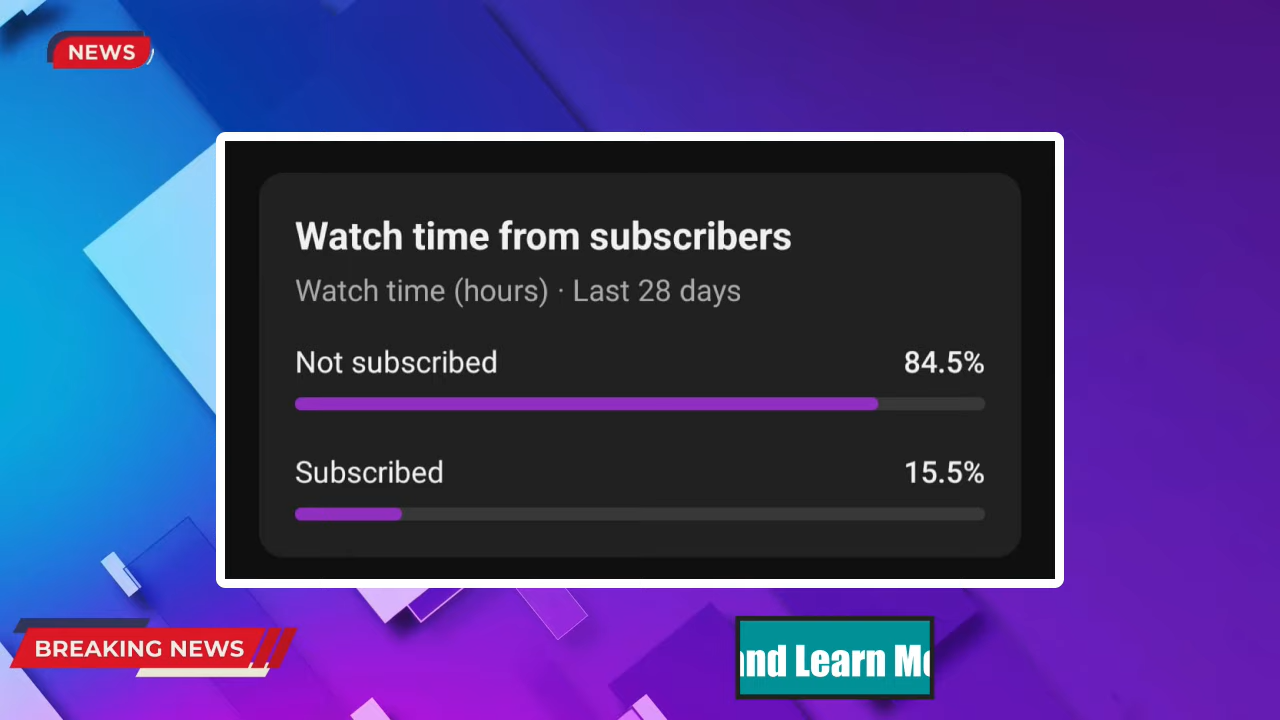 NEWS
Watch time from subscribers
Watch time (hours) · Last 28 days
Not subscribed 84.5%
Subscribed 15.5%
BREAKING NEWS
Learn